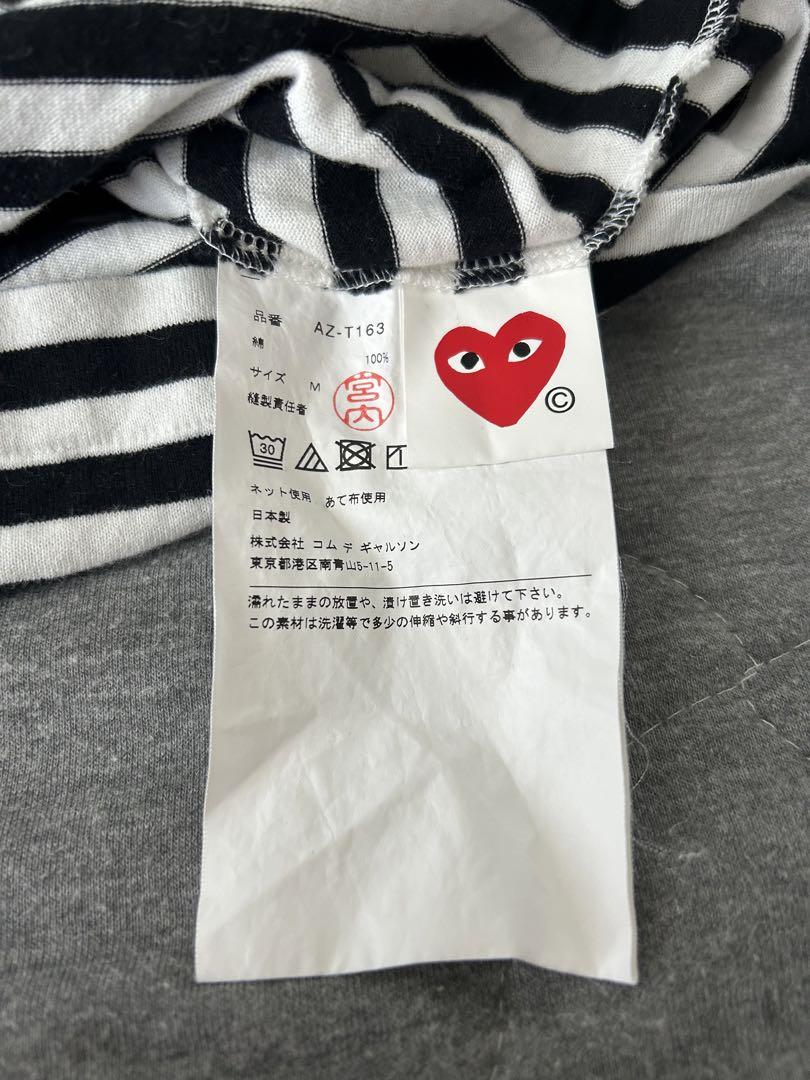 品番 AZ-T163
綿 100%
サイズ M
縫製責任者 宮内
30
ネット使用 あて布使用
日本製
株式会社 コム デ ギャルソン
東京都港区南青山5-11-5
濡れたままの放置や、漬け置き洗いは避けて下さい。
この素材は洗濯等で多少の伸縮や斜行する事があります。
©